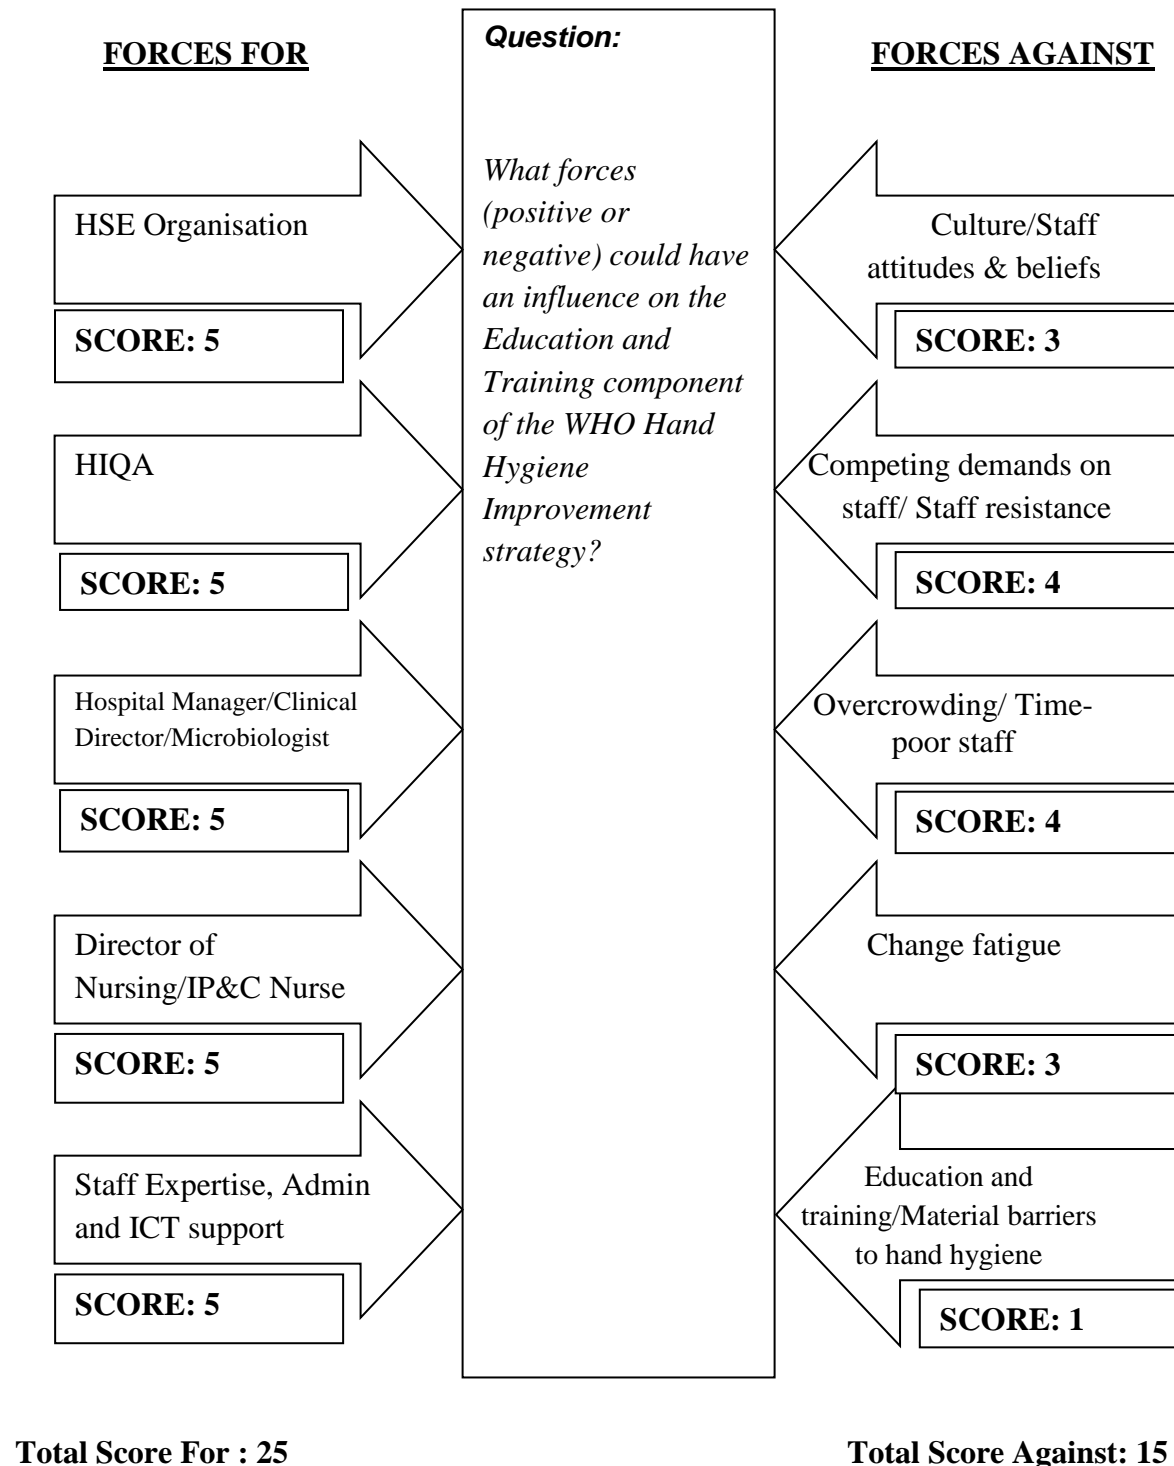 FORCES FOR
Question:
FORCES AGAINST
What forces
(positive or
negative) could have
an influence on the
Education and
Training component
of the WHO Hand
Hygiene
Improvement
strategy?
HSE Organisation
SCORE: 5
HIQA
SCORE: 5
Hospital Manager/Clinical
Director/Microbiologist
SCORE: 5
Director of
Nursing/IP&C Nurse
SCORE: 5
Staff Expertise, Admin
and ICT support
SCORE: 5
Culture/Staff
attitudes & beliefs
SCORE: 3
Competing demands on
staff/ Staff resistance
SCORE: 4
Overcrowding/ Time-
poor staff
SCORE: 4
Change fatigue
SCORE: 3
Education and
training/Material barriers
to hand hygiene
SCORE: 1
Total Score For : 25
Total Score Against: 15